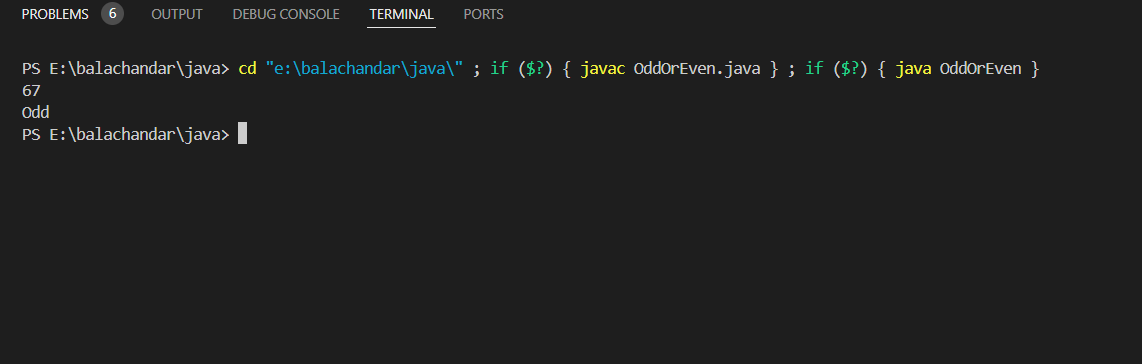 PROBLEMS 6 OUTPUT DEBUG CONSOLE TERMINAL PORTS
PS E:\balachandar\java> cd "e:\balachandar\java\" ; if ($?) { javac OddOrEven.java } ; if ($?) { java OddOrEven }
67
Odd
PS E:\balachandar\java>